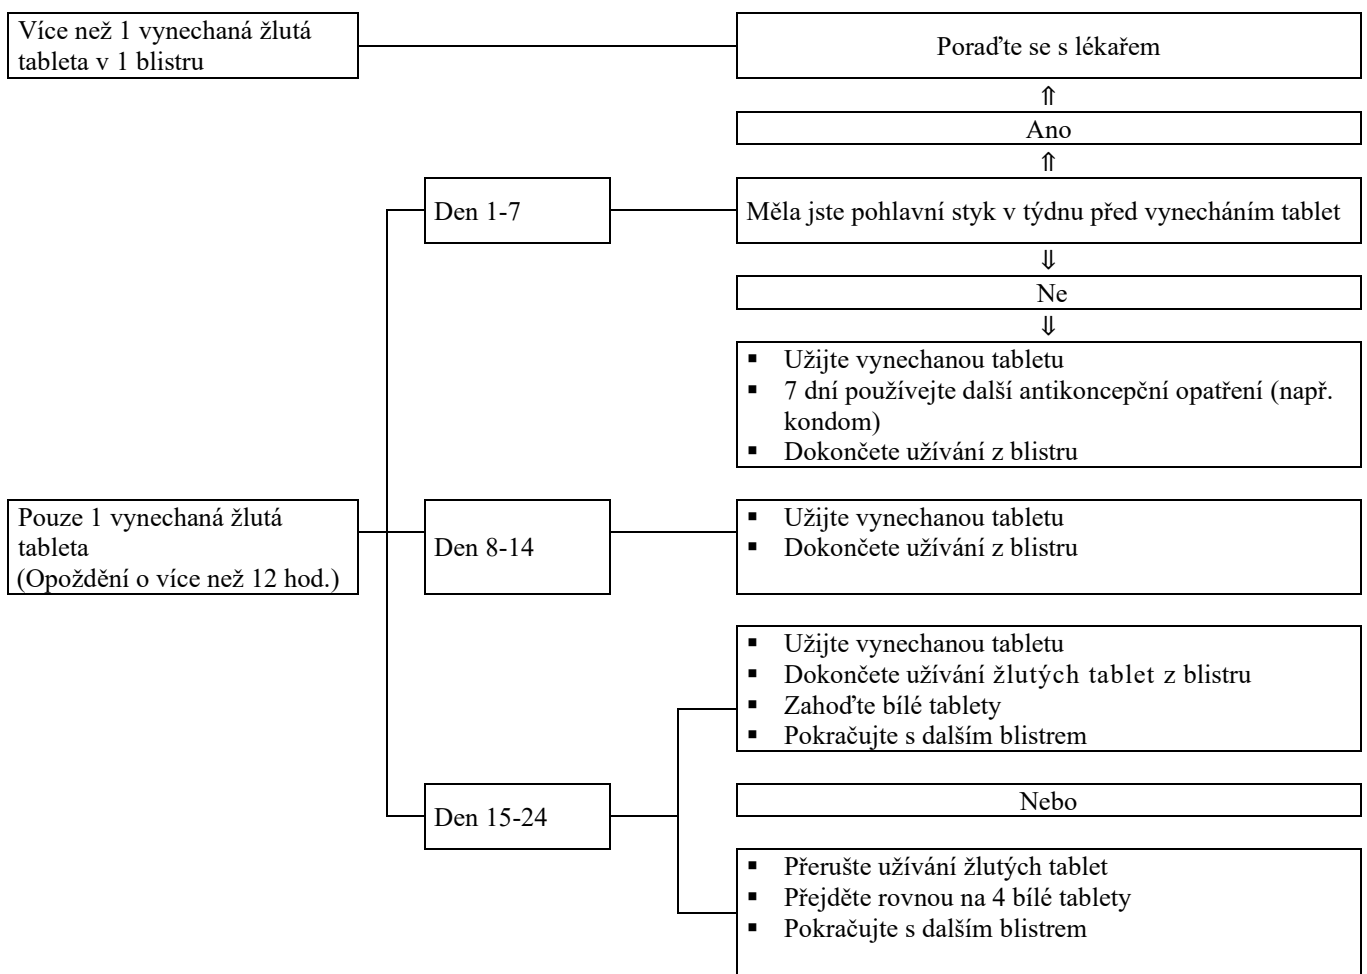 Více než 1 vynechaná žlutá
tableta v 1 blistru
Poraďte se s lékařem
⇑
Ano
⇑
Den 1-7
Měla jste pohlavní styk v týdnu před vynecháním tablet
⇓
Ne
⇓
▪ Užijte vynechanou tabletu
▪ 7 dní používejte další antikoncepční opatření (např.
kondom)
▪ Dokončete užívání z blistru
Pouze 1 vynechaná žlutá
tableta
(Opoždění o více než 12 hod.)
Den 8-14
▪ Užijte vynechanou tabletu
▪ Dokončete užívání z blistru
▪ Užijte vynechanou tabletu
▪ Dokončete užívání žlutých tablet z blistru
▪ Zahoďte bílé tablety
▪ Pokračujte s dalším blistrem
Den 15-24
Nebo
▪ Přerušte užívání žlutých tablet
▪ Přejděte rovnou na 4 bílé tablety
▪ Pokračujte s dalším blistrem